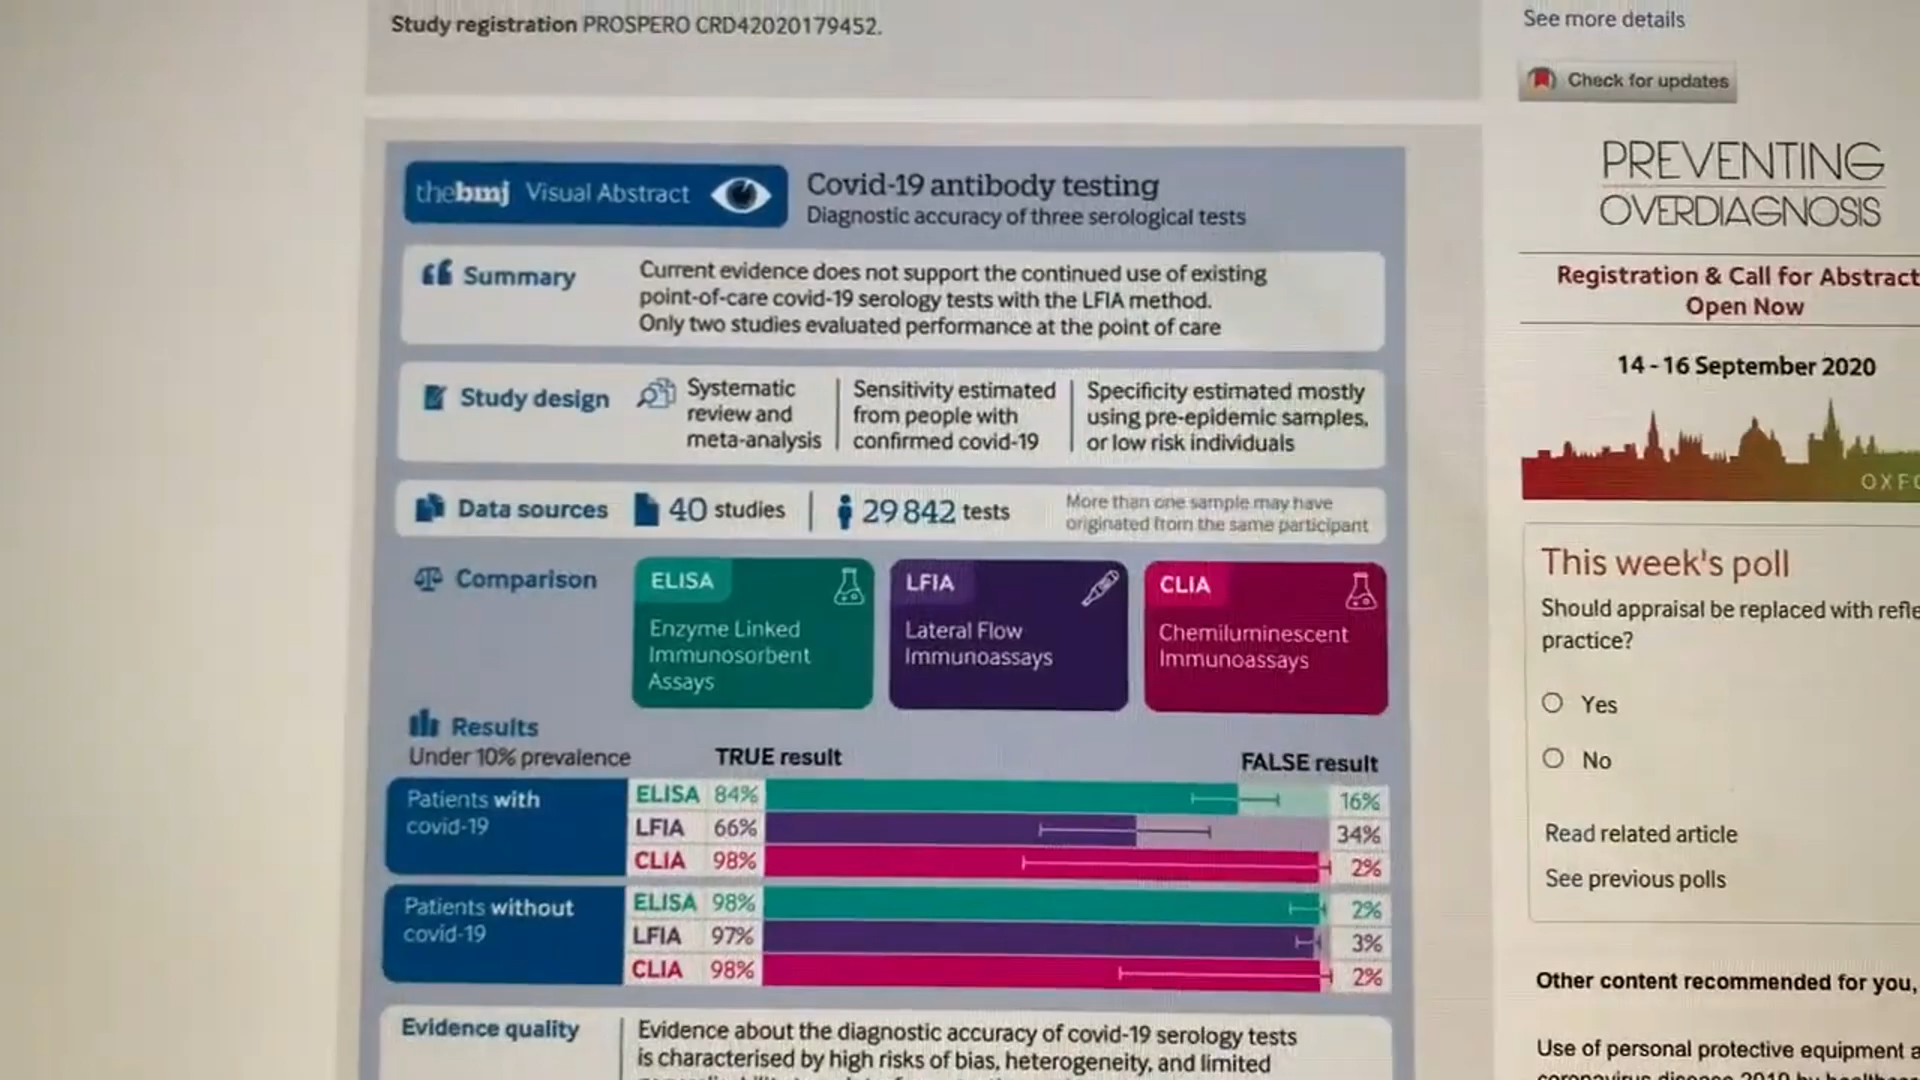 Study registration PROSPERO CRD42020179452.
thebmj Visual Abstract
Covid-19 antibody testing
Diagnostic accuracy of three serological tests
Summary
Current evidence does not support the continued use of existing
point-of-care covid-19 serology tests with the LFIA method.
Only two studies evaluated performance at the point of care
Study design
Systematic
review and
meta-analysis
Sensitivity estimated
from people with
confirmed covid-19
Specificity estimated mostly
using pre-epidemic samples,
or low risk individuals
Data sources
40 studies
29 842 tests
More than one sample may have
originated from the same participant
Comparison
ELISA
Enzyme Linked
Immunosorbent
Assays
LFIA
Lateral Flow
Immunoassays
CLIA
Chemiluminescent
Immunoassays
Results
Under 10% prevalence
TRUE result
FALSE result
Patients with
covid-19
ELISA 84% 16%
LFIA 66% 34%
CLIA 98% 2%
Patients without
covid-19
ELISA 98% 2%
LFIA 97% 3%
CLIA 98% 2%
Evidence quality
Evidence about the diagnostic accuracy of covid-19 serology tests
is characterised by high risks of bias, heterogeneity, and limited
See more details
Check for updates
PREVENTING
OVERDIAGNOSIS
Registration & Call for Abstract
Open Now
14 - 16 September 2020
OXFO
This week's poll
Should appraisal be replaced with refle
practice?
Yes
No
Read related article
See previous polls
Other content recommended for you,
Use of personal protective equipment a